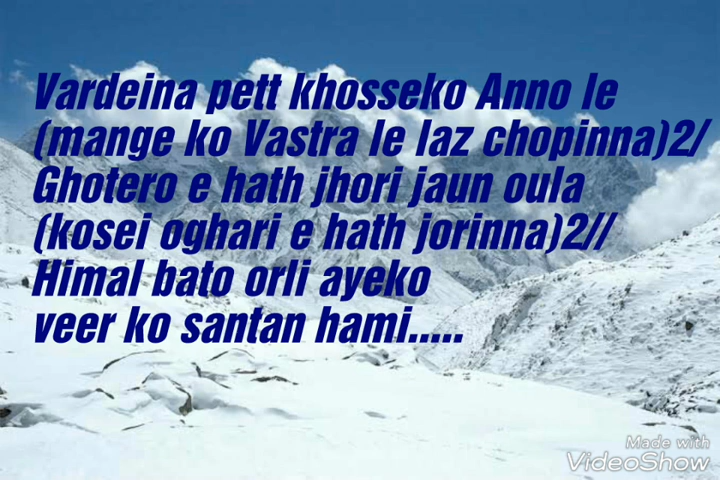 Vardeina pett khosseko Anno le
(mange ko Vastra le laz chopinna)2/
Ghotero e hath jhori jaun oula
(kosei oghari e hath jorinna)2//
Himal bato orli ayeko
veer ko santan hami.....
Made with
VideoShow